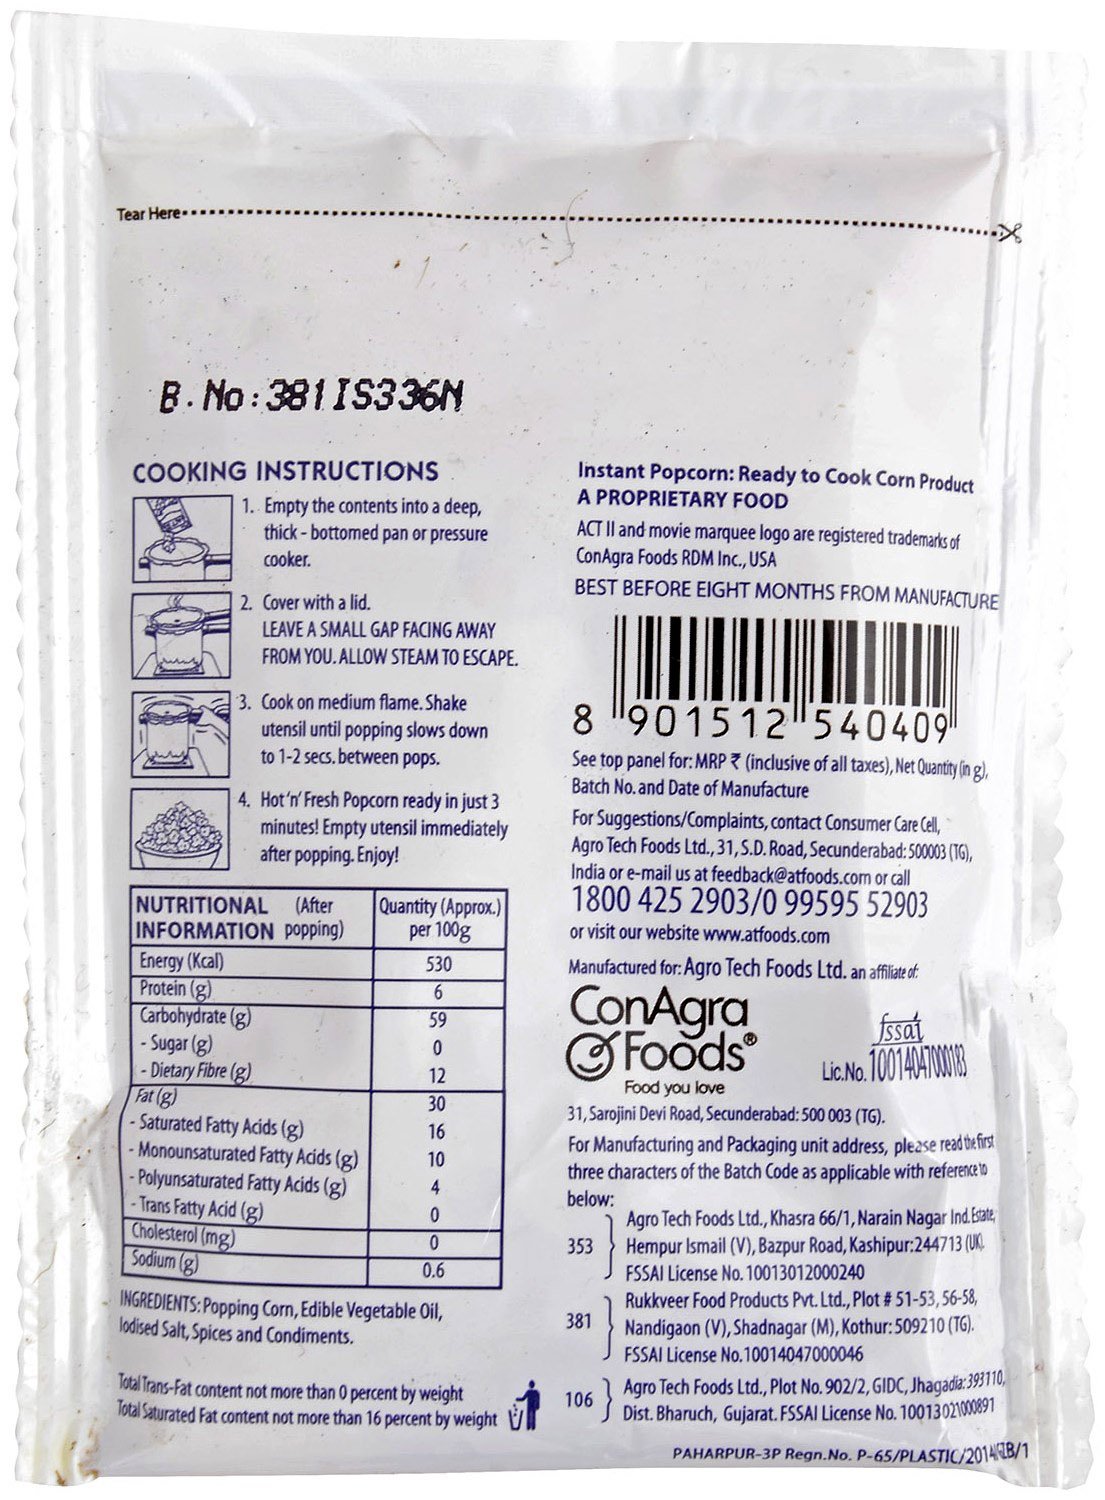 Tear Here
B. No:381IS336N
COOKING INSTRUCTIONS
1. Empty the contents into a deep,
thick - bottomed pan or pressure
cooker.
2. Cover with a lid.
LEAVE A SMALL GAP FACING AWAY
FROM YOU. ALLOW STEAM TO ESCAPE.
3. Cook on medium flame. Shake
utensil until popping slows down
to 1-2 secs. between pops.
4. Hot'n' Fresh Popcorn ready in just 3
minutes! Empty utensil immediately
after popping. Enjoy!
NUTRITIONAL (After Quantity (Approx.)
INFORMATION popping) per 100g
Energy (Kcal) 530
Protein (g) 6
Carbohydrate (g) 59
- Sugar (g) 0
- Dietary Fibre (g) 12
Fat (g) 30
- Saturated Fatty Acids (g) 16
- Monounsaturated Fatty Acids (g) 10
- Polyunsaturated Fatty Acids (g) 4
- Trans Fatty Acid (g) 0
Cholesterol (mg) 0
Sodium (g) 0.6
INGREDIENTS: Popping Corn, Edible Vegetable Oil,
Iodised Salt, Spices and Condiments.
Total Trans-Fat content not more than 0 percent by weight
Total Saturated Fat content not more than 16 percent by weight
Instant Popcorn: Ready to Cook Corn Product
A PROPRIETARY FOOD
ACT II and movie marquee logo are registered trademarks of
ConAgra Foods RDM Inc., USA
BEST BEFORE EIGHT MONTHS FROM MANUFACTURE
8 901512 540409
See top panel for: MRP ₹ (inclusive of all taxes), Net Quantity (in g),
Batch No. and Date of Manufacture
For Suggestions/Complaints, contact Consumer Care Cell,
Agro Tech Foods Ltd., 31, S.D. Road, Secunderabad: 500003 (TG),
India or e-mail us at feedback@atfoods.com or call
1800 425 2903/0 99595 52903
or visit our website www.atfoods.com
Manufactured for: Agro Tech Foods Ltd. an affiliate of:
ConAgra
Foods®
Food you love
fssai
Lic.No. 10014047000183
31, Sarojini Devi Road, Secunderabad: 500 003 (TG).
For Manufacturing and Packaging unit address, please read the first
three characters of the Batch Code as applicable with reference to
below:
Agro Tech Foods Ltd., Khasra 66/1, Narain Nagar Ind. Estate,
353 Hempur Ismail (V), Bazpur Road, Kashipur:244713 (UK).
FSSAI License No. 10013012000240
Rukkveer Food Products Pvt. Ltd., Plot # 51-53, 56-58,
381 Nandigaon (V), Shadnagar (M), Kothur: 509210 (TG).
FSSAI License No.10014047000046
106 Agro Tech Foods Ltd., Plot No. 902/2, GIDC, Jhagadia: 393110,
Dist. Bharuch, Gujarat. FSSAI License No. 10013021000891
PAHARPUR-3P Regn.No. P-65/PLASTIC/2014/GZB/1